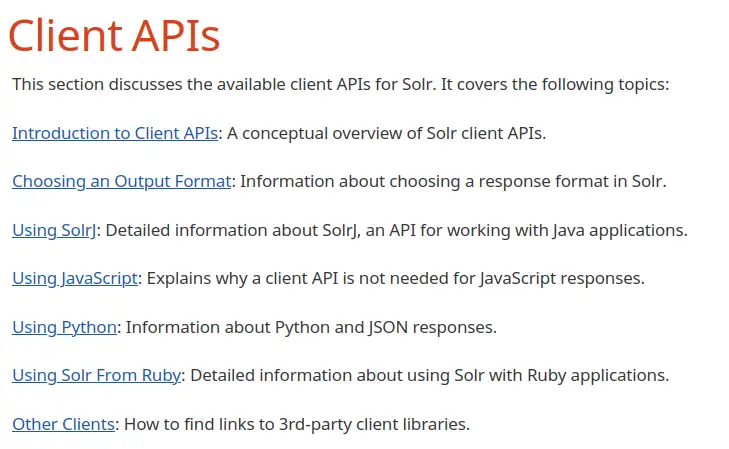 Client APIs
This section discusses the available client APIs for Solr. It covers the following topics:
Introduction to Client APIs: A conceptual overview of Solr client APIs.
Choosing an Output Format: Information about choosing a response format in Solr.
Using SolrJ: Detailed information about SolrJ, an API for working with Java applications.
Using JavaScript: Explains why a client API is not needed for JavaScript responses.
Using Python: Information about Python and JSON responses.
Using Solr From Ruby: Detailed information about using Solr with Ruby applications.
Other Clients: How to find links to 3rd-party client libraries.